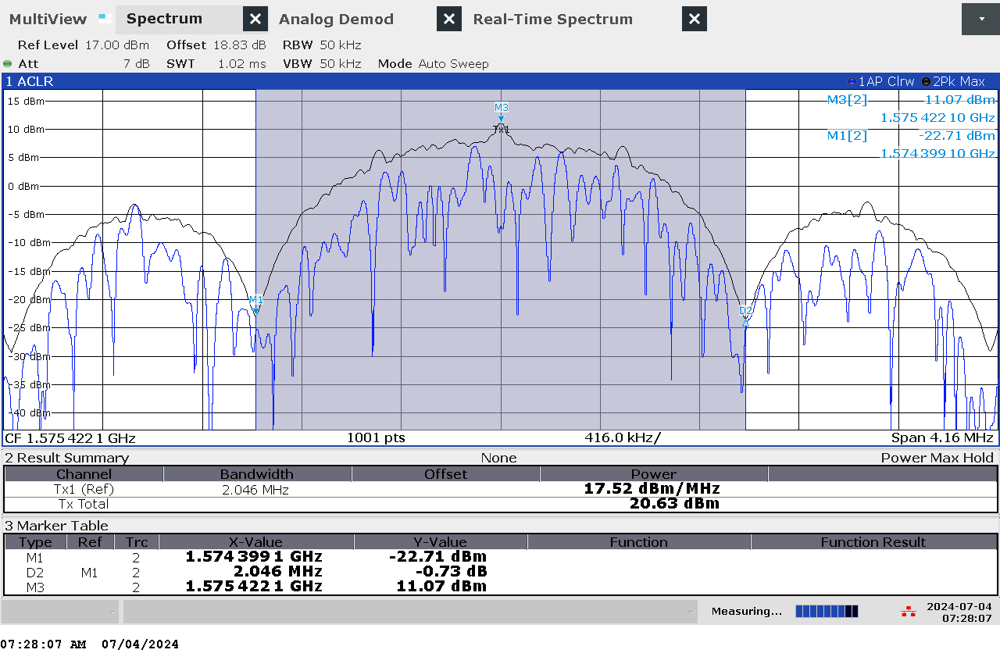 MultiView Spectrum Analog Demod Real-Time Spectrum
Ref Level 17.00 dBm Offset 18.83 dB RBW 50 kHz
Att 7 dB SWT 1.02 ms VBW 50 kHz Mode Auto Sweep
1 ACLR 1AP Clrw 2Pk Max
M3[2] 11.07 dBm
1.575 422 10 GHz
M1[2] -22.71 dBm
1.574 399 10 GHz
15 dBm
M3
10 dBm
TX1
5 dBm
0 dBm
-5 dBm
-10 dBm
-15 dBm
-20 dBm
M1
D2
-25 dBm
-30 dBm
-35 dBm
-40 dBm
CF 1.575 422 1 GHz 1001 pts 416.0 kHz/ Span 4.16 MHz
2 Result Summary None Power Max Hold
Channel Bandwidth Offset Power
Tx1 (Ref) 2.046 MHz 17.52 dBm/MHz
Tx Total 20.63 dBm
3 Marker Table
Type Ref Trc X-Value Y-Value Function Function Result
M1 2 1.574 399 1 GHz -22.71 dBm
D2 M1 2 2.046 MHz -0.73 dB
M3 2 1.575 422 1 GHz 11.07 dBm
Measuring... 2024-07-04
07:28:07
07:28:07 AM 07/04/2024